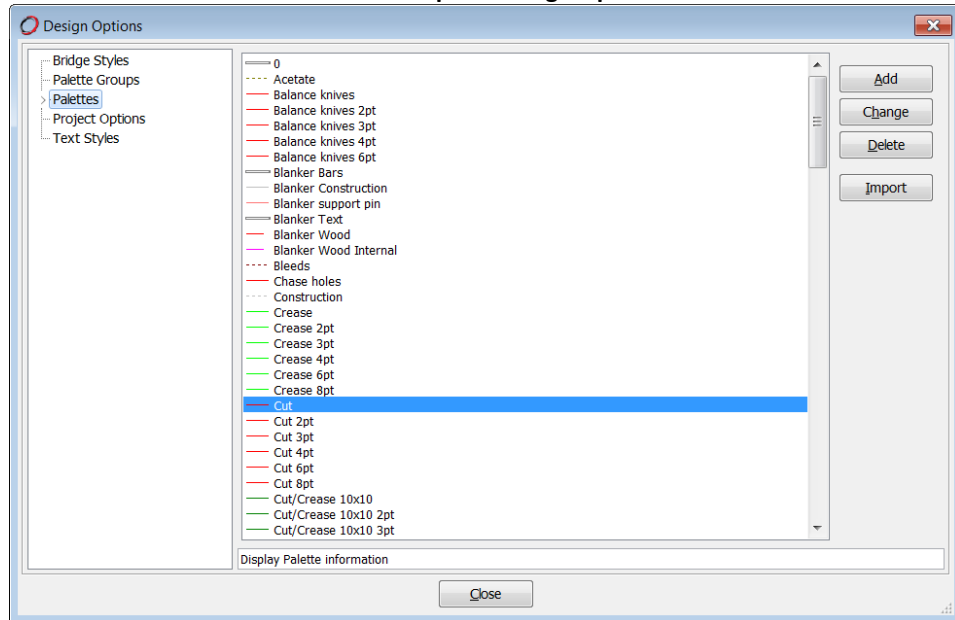 Design Options
Bridge Styles
Palette Groups
Palettes
Project Options
Text Styles
0
Acetate
Balance knives
Balance knives 2pt
Balance knives 3pt
Balance knives 4pt
Balance knives 6pt
Blanker Bars
Blanker Construction
Blanker support pin
Blanker Text
Blanker Wood
Blanker Wood Internal
Bleeds
Chase holes
Construction
Crease
Crease 2pt
Crease 3pt
Crease 4pt
Crease 6pt
Crease 8pt
Cut
Cut 2pt
Cut 3pt
Cut 4pt
Cut 6pt
Cut 8pt
Cut/Crease 10x10
Cut/Crease 10x10 2pt
Cut/Crease 10x10 3pt
Add
Change
Delete
Import
Display Palette information
Close